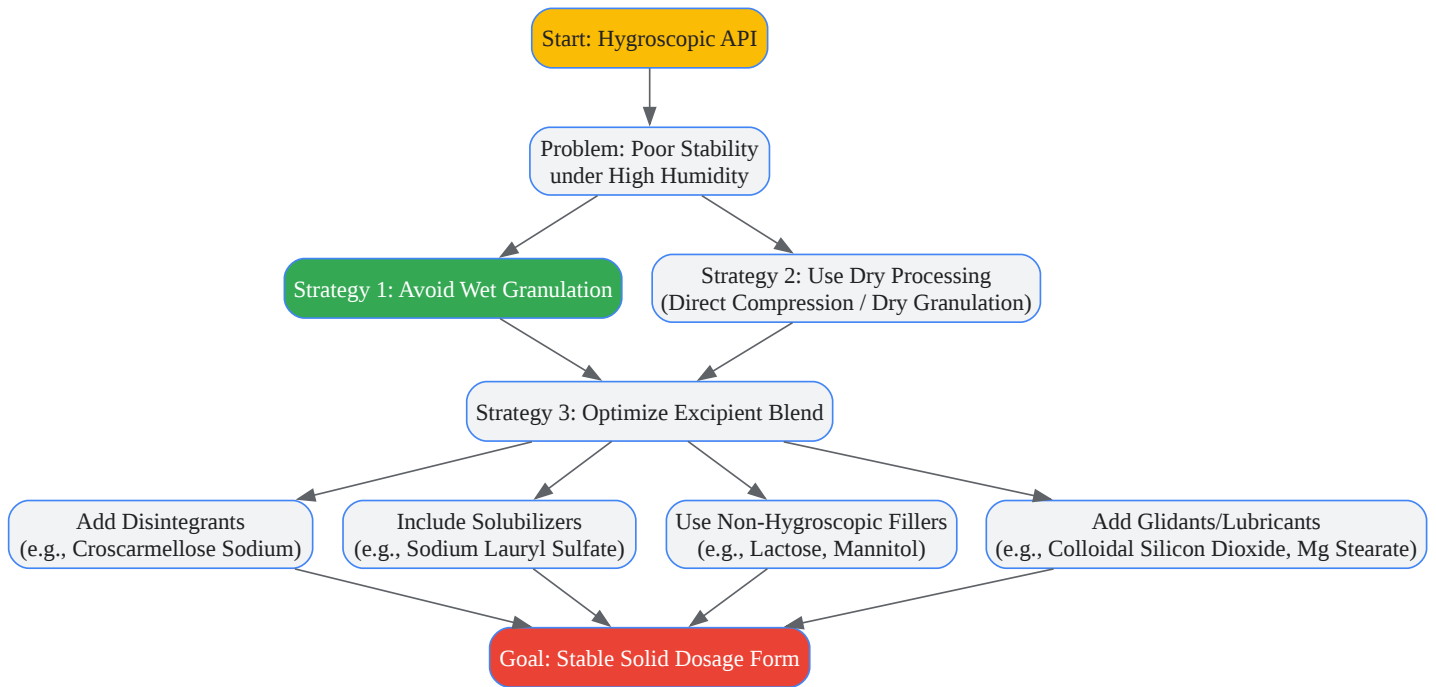 Start: Hygroscopic API
Problem: Poor Stability
under High Humidity
Strategy 1: Avoid Wet Granulation
Strategy 2: Use Dry Processing
(Direct Compression / Dry Granulation)
Strategy 3: Optimize Excipient Blend
Add Disintegrants
(e.g., Croscarmellose Sodium)
Include Solubilizers
(e.g., Sodium Lauryl Sulfate)
Use Non-Hygroscopic Fillers
(e.g., Lactose, Mannitol)
Add Glidants/Lubricants
(e.g., Colloidal Silicon Dioxide, Mg Stearate)
Goal: Stable Solid Dosage Form